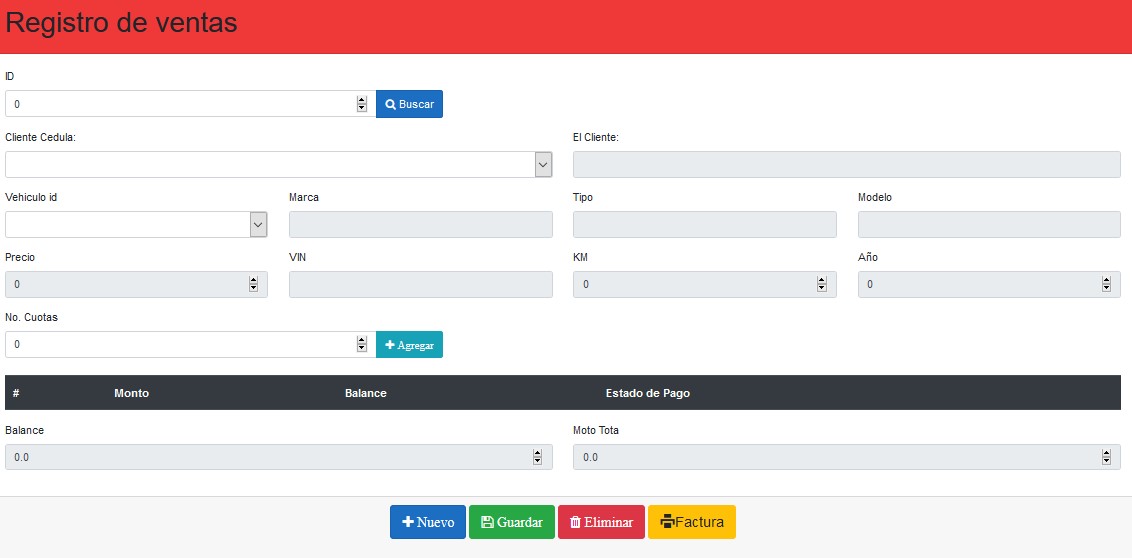 Registro de ventas
ID
0 Buscar
Cliente Cedula: El Cliente:
Vehiculo id Marca Tipo Modelo
Precio VIN KM Año
0 0 0
No. Cuotas
0 Agregar
# Monto Balance Estado de Pago
Balance Moto Tota
0.0 0.0
Nuevo Guardar Eliminar Factura